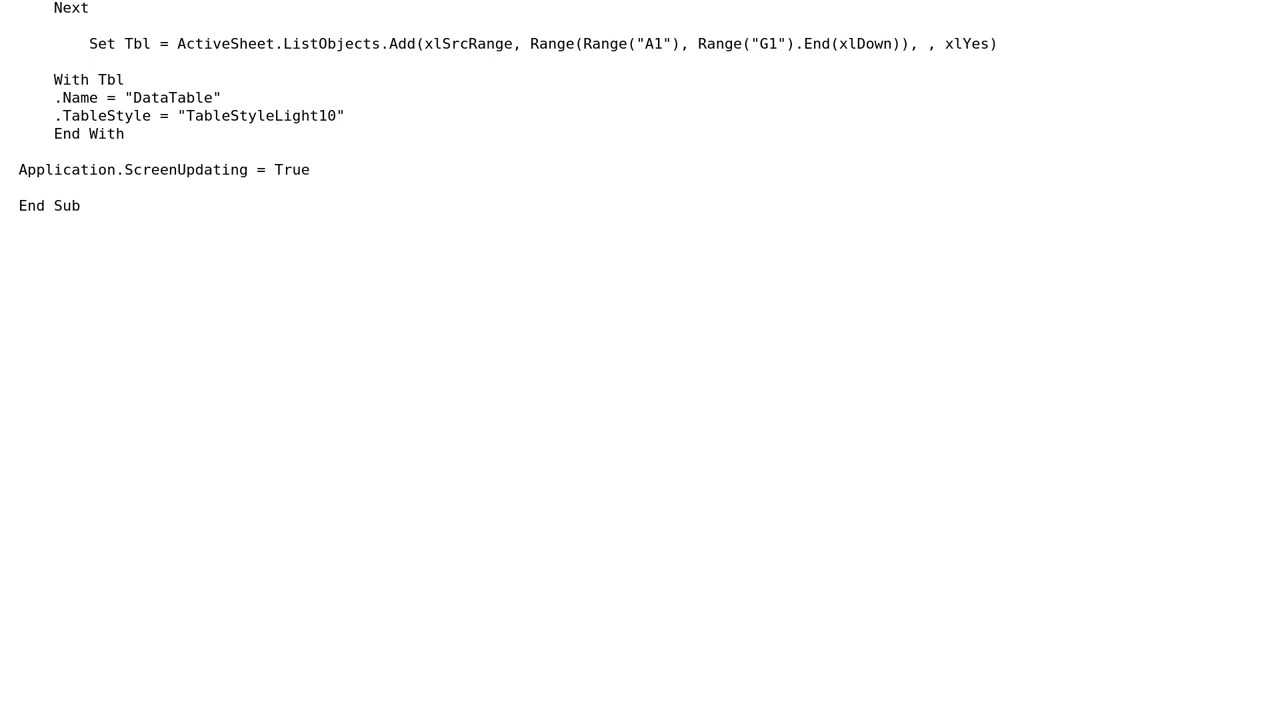 Next
Set Tbl = ActiveSheet.ListObjects.Add(xlSrcRange, Range(Range("A1"), Range("G1").End(xlDown)), , xlYes)
With Tbl
.Name = "DataTable"
.TableStyle = "TableStyleLight10"
End With
Application.ScreenUpdating = True
End Sub